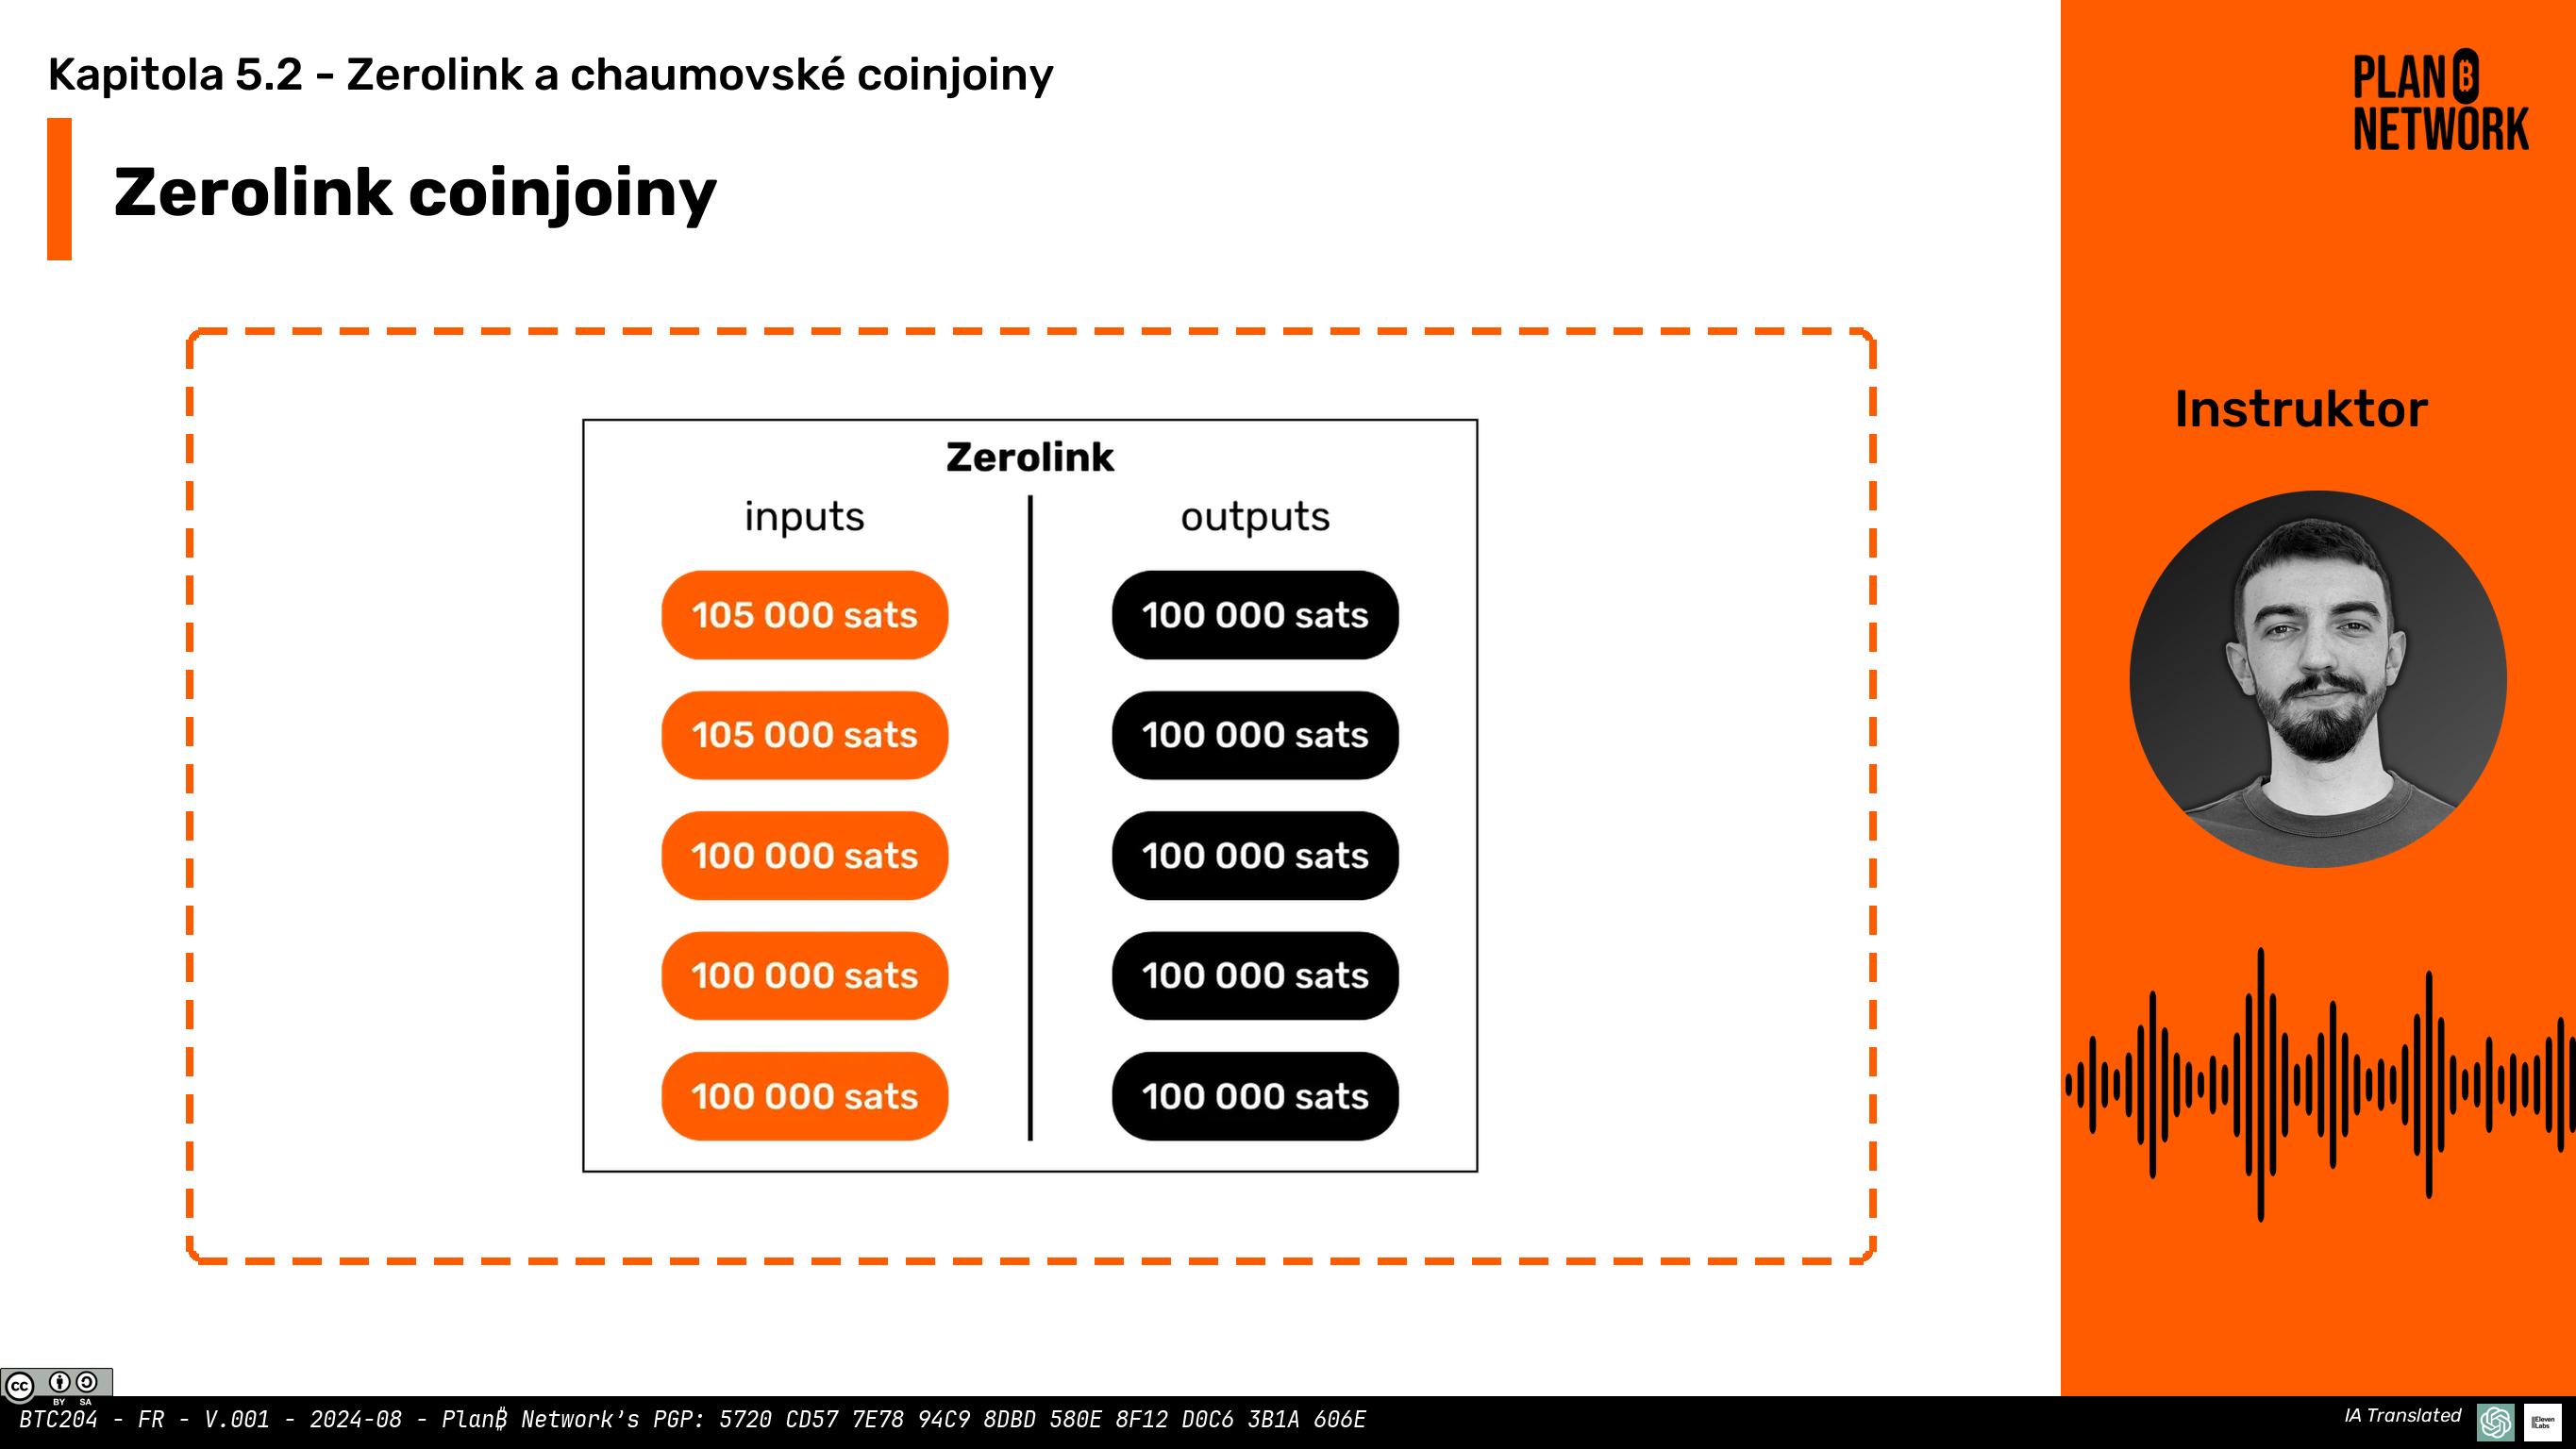 Kapitola 5.2 - Zerolink a chaumovské coinjoiny
Zerolink coinjoiny
PLAN B
NETWORK
Instruktor
Zerolink
inputs outputs
105 000 sats 100 000 sats
105 000 sats 100 000 sats
100 000 sats 100 000 sats
100 000 sats 100 000 sats
100 000 sats 100 000 sats
cc BY SA
BTC204 - FR - V.001 - 2024-08 - Plan₿ Network's PGP: 5720 CD57 7E78 94C9 8DBD 580E 8F12 D0C6 3B1A 606E
IA Translated
ElevenLabs